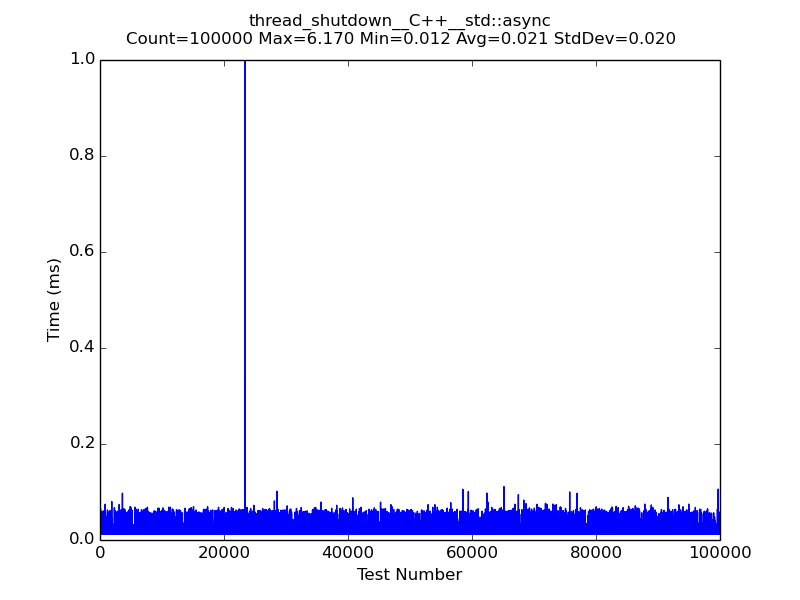 thread_shutdown__C++__std::async
Count=100000 Max=6.170 Min=0.012 Avg=0.021 StdDev=0.020
1.0
0.8
0.6
0.4
0.2
0.0
Time (ms)
0 20000 40000 60000 80000 100000
Test Number